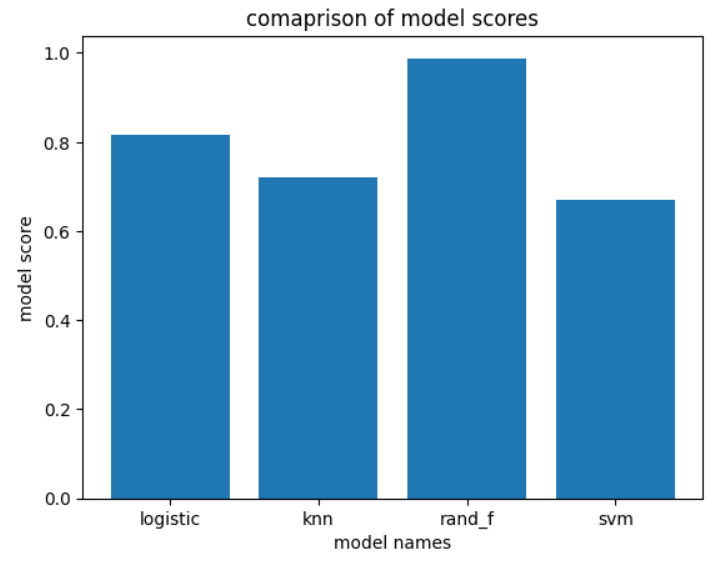 comaprison of model scores
model score
1.0
0.8
0.6
0.4
0.2
0.0
logistic knn rand_f svm
model names